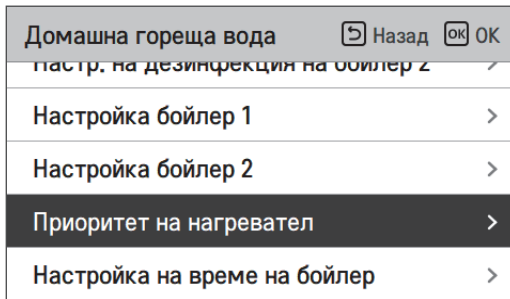 Домашна гореща вода Назад OK OK
Настр. на дезинфекция на бойлер 2
Настройка бойлер 1
Настройка бойлер 2
Приоритет на нагревател
Настройка на време на бойлер